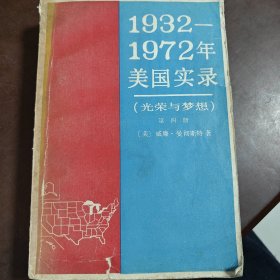 1932—
1972年
美国实录
(光荣与梦想)
第四册
〔美〕威廉·曼彻斯特 著